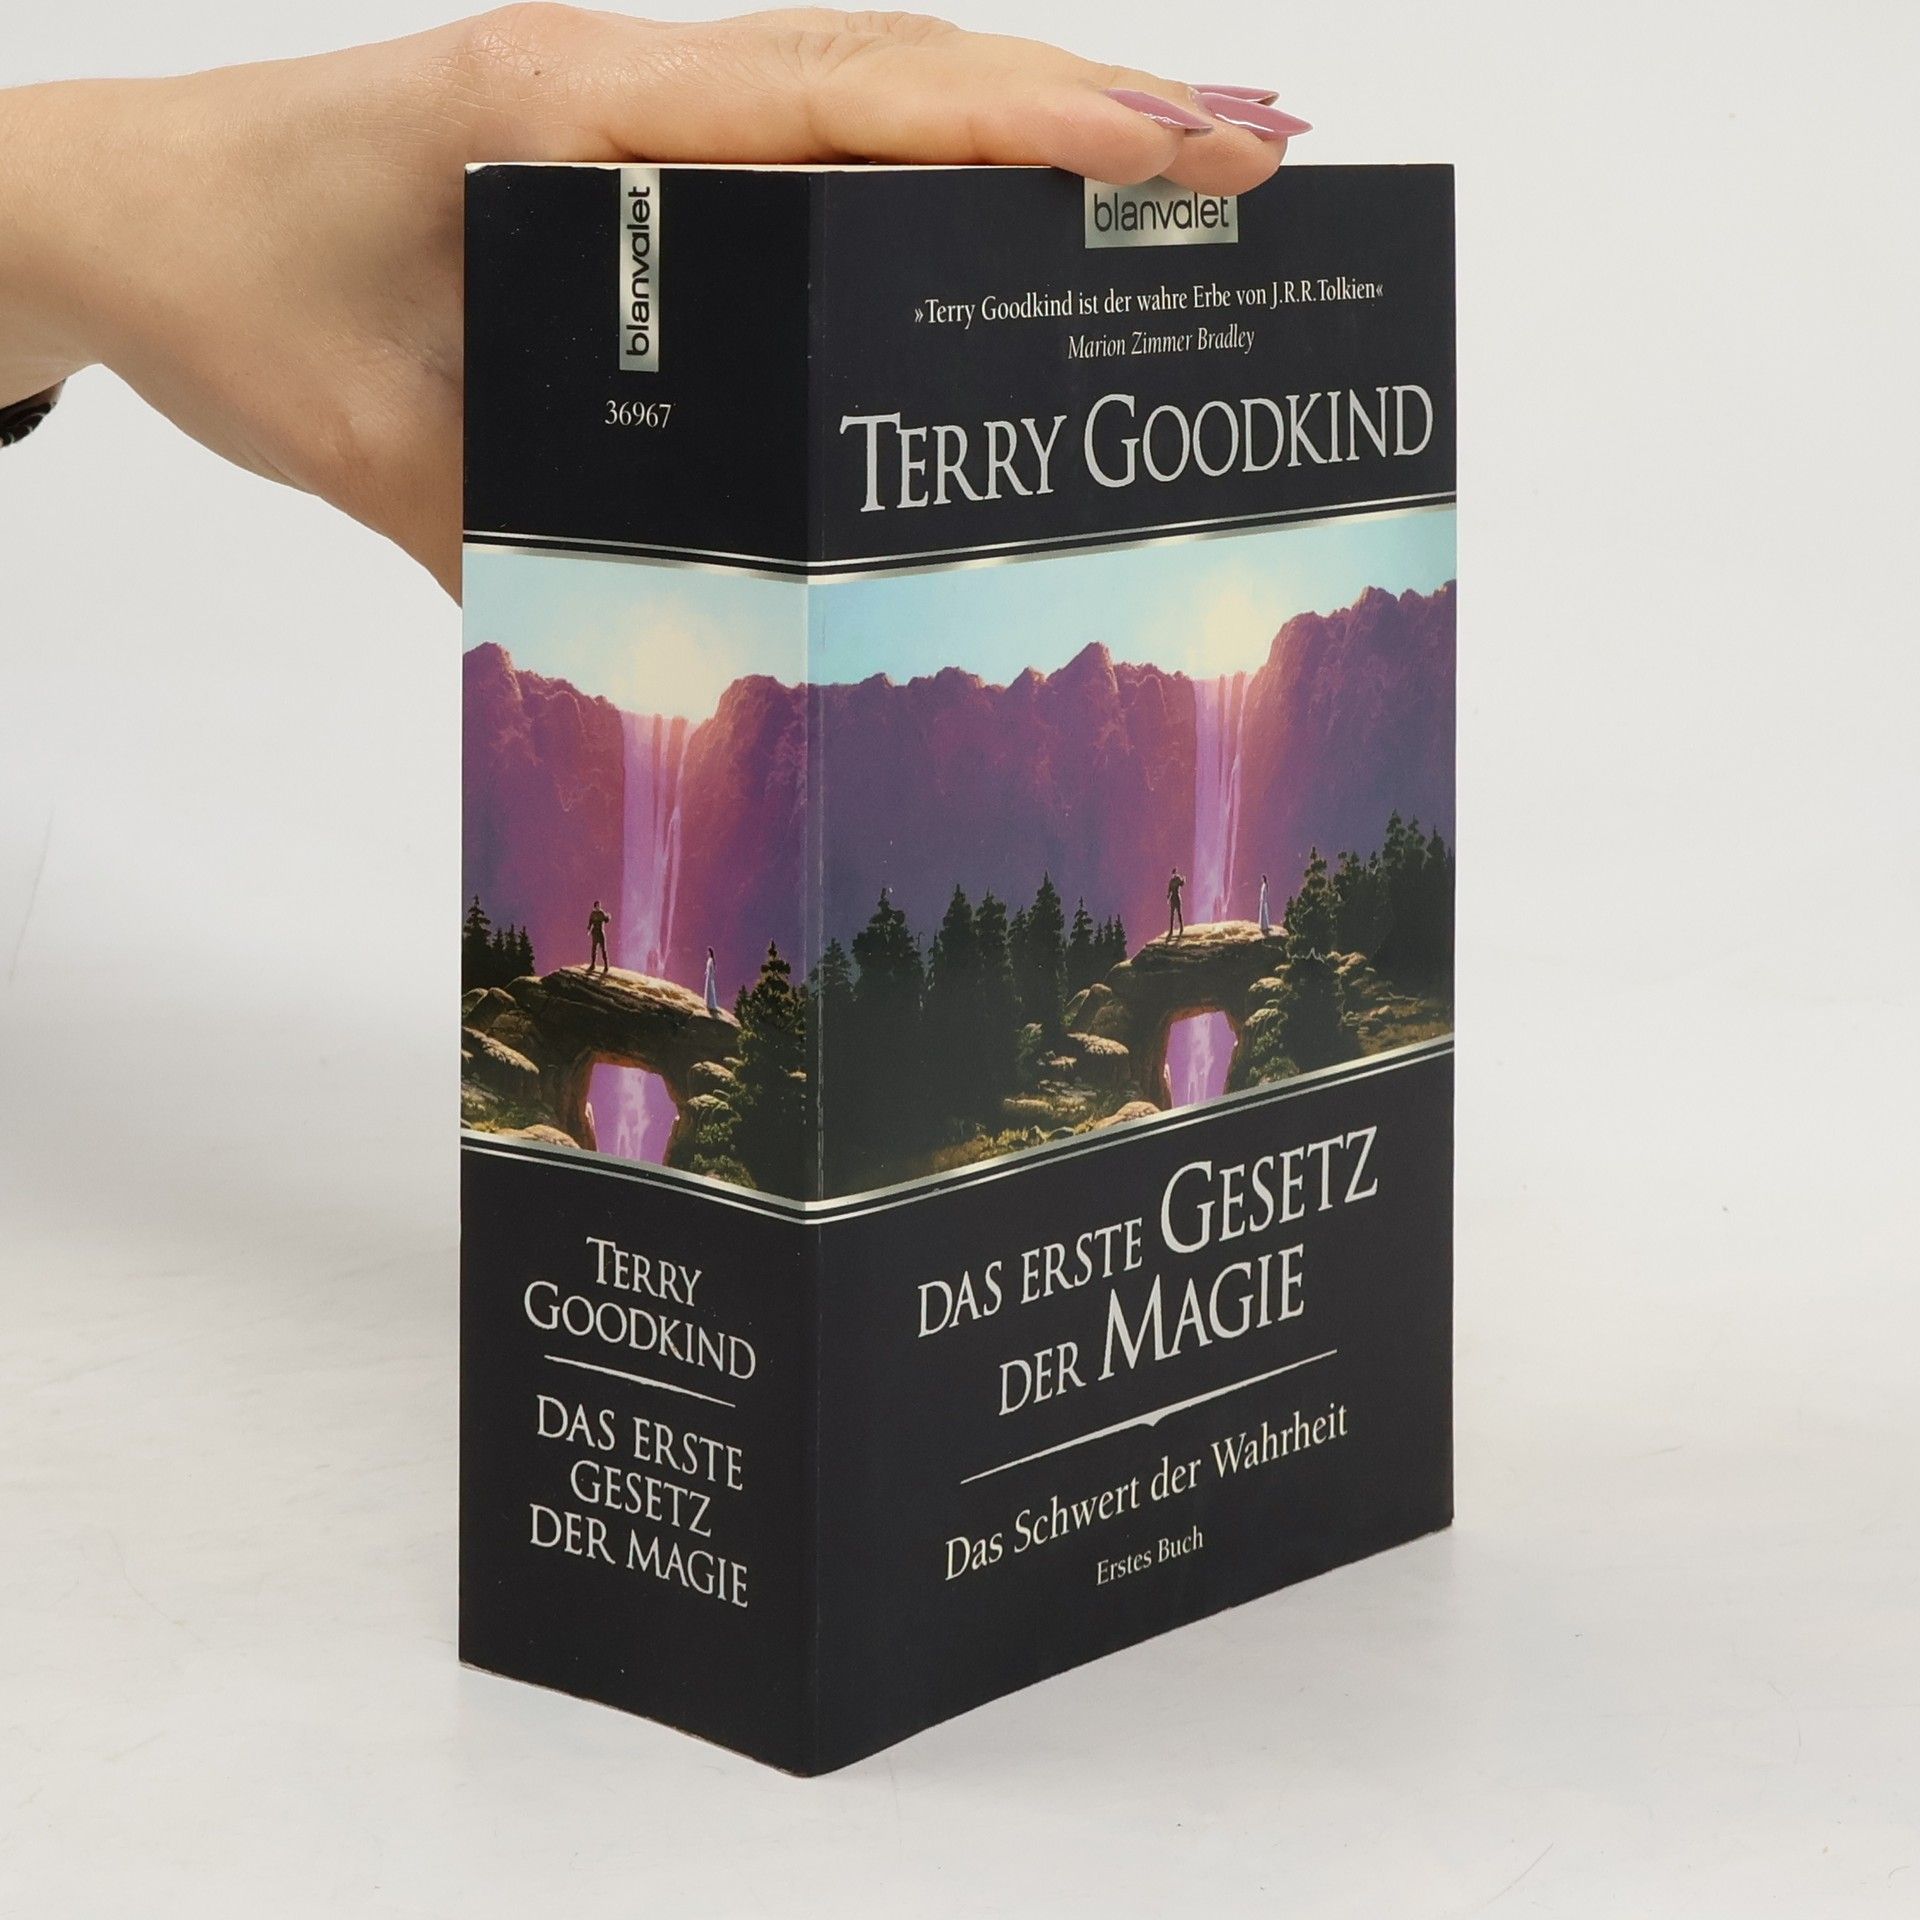 blanvalet
36967
TERRY
GOODKIND
DAS ERSTE
GESETZ
DER MAGIE
blanvalet
»Terry Goodkind ist der wahre Erbe von J.R.R.Tolkien«
Marion Zimmer Bradley
TERRY GOODKIND
DAS ERSTE GESETZ
DER MAGIE
Das Schwert der Wahrheit
Erstes Buch